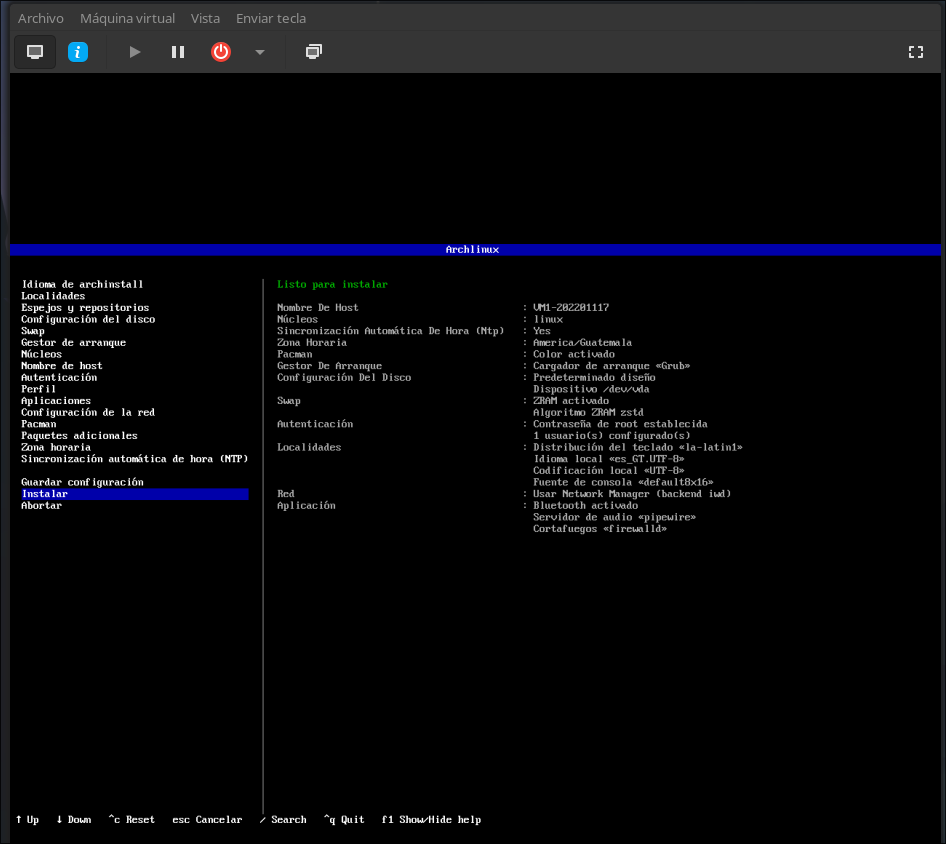 Archivo Máquina virtual Vista Enviar tecla
i
Archlinux
Idioma de archinstall
Localidades
Espejos y repositorios
Configuración del disco
Swap
Gestor de arranque
Núcleos
Nombre de host
Autenticación
Perfil
Aplicaciones
Configuración de la red
Pacman
Paquetes adicionales
Zona horaria
Sincronización automática de hora (NTP)
Guardar configuración
Instalar
Abortar
Listo para instalar
Nombre De Host : VM1-202201117
Núcleos : linux
Sincronización Automática De Hora (Ntp) : Yes
Zona Horaria : America/Guatemala
Pacman : Color activado
Gestor De Arranque : Cargador de arranque «Grub»
Configuración Del Disco : Predeterminado diseño
Dispositivo /dev/vda
Swap : ZRAM activado
Algoritmo ZRAM zstd
Autenticación : Contraseña de root establecida
1 usuario(s) configurado(s)
Localidades : Distribución del teclado «la-latin1»
Idioma local «es_GT.UTF-8»
Codificación local «UTF-8»
Fuente de consola «default8x16»
Red : Usar Network Manager (backend iwd)
Aplicación : Bluetooth activado
Servidor de audio «pipewire»
Cortafuegos «firewalld»
↑ Up ↓ Down ^c Reset esc Cancelar / Search ^q Quit f1 Show/Hide help